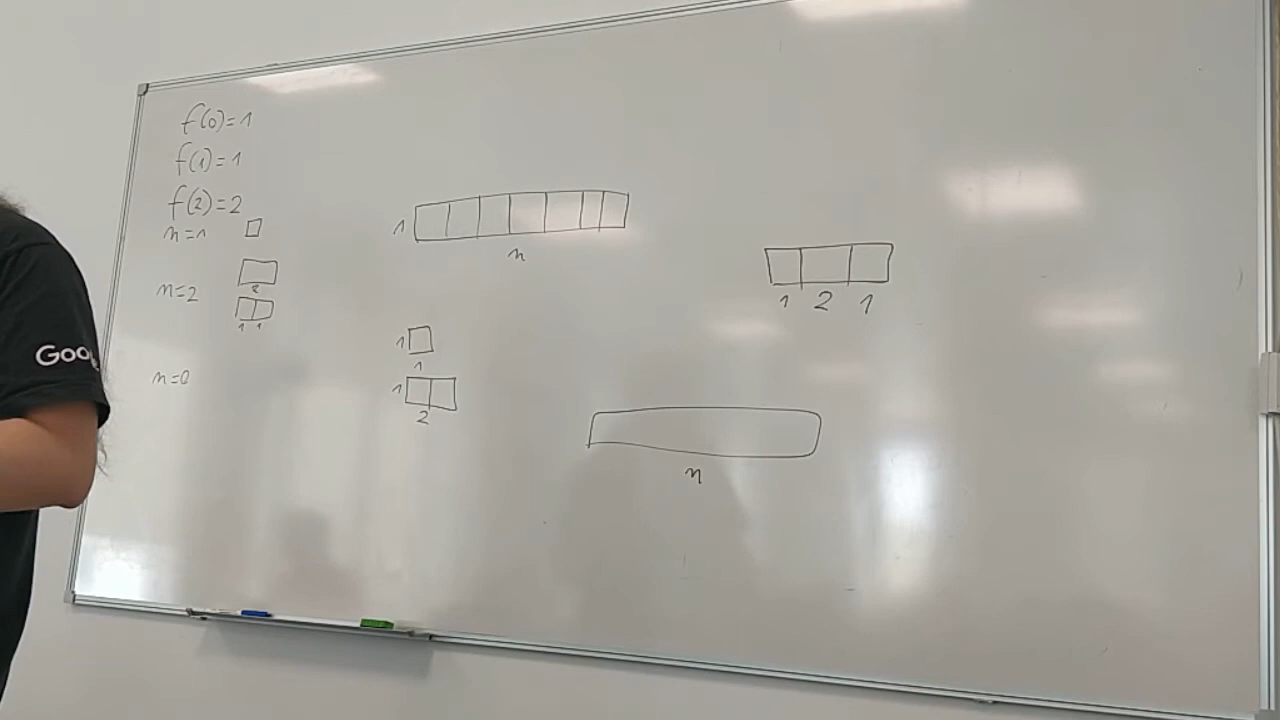 f(0)=1
f(1)=1
f(2)=2
n=1
n=2
2
1 1
n=0
1
n
1
1
1
2
1 2 1
n
Goo